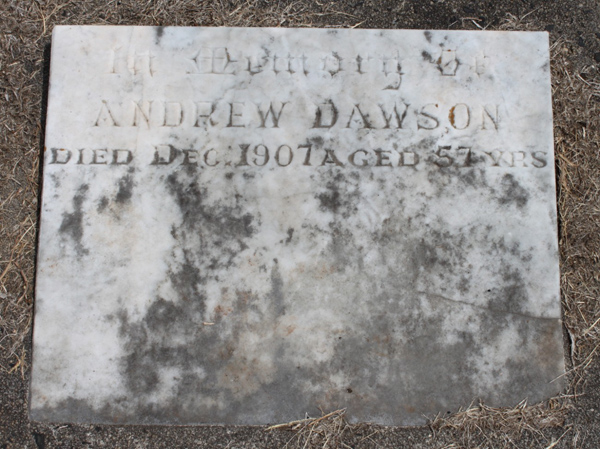 In Memory Of
ANDREW DAWSON
DIED DEC. 1907 AGED 57 YRS